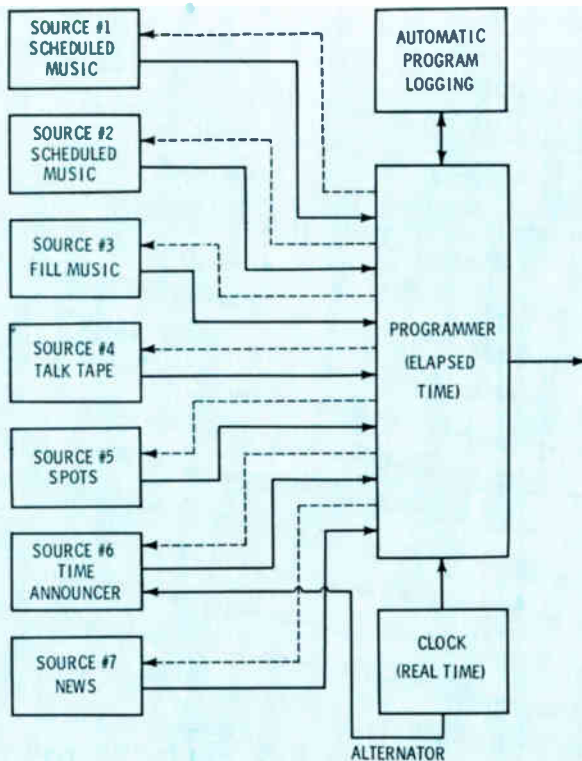 SOURCE #1
SCHEDULED
MUSIC
AUTOMATIC
PROGRAM
LOGGING
SOURCE #2
SCHEDULED
MUSIC
SOURCE #3
FILL MUSIC
SOURCE #4
TALK TAPE
PROGRAMMER
(ELAPSED
TIME)
SOURCE #5
SPOTS
SOURCE #6
TIME
ANNOUNCER
SOURCE #7
NEWS
CLOCK
(REAL TIME)
ALTERNATOR